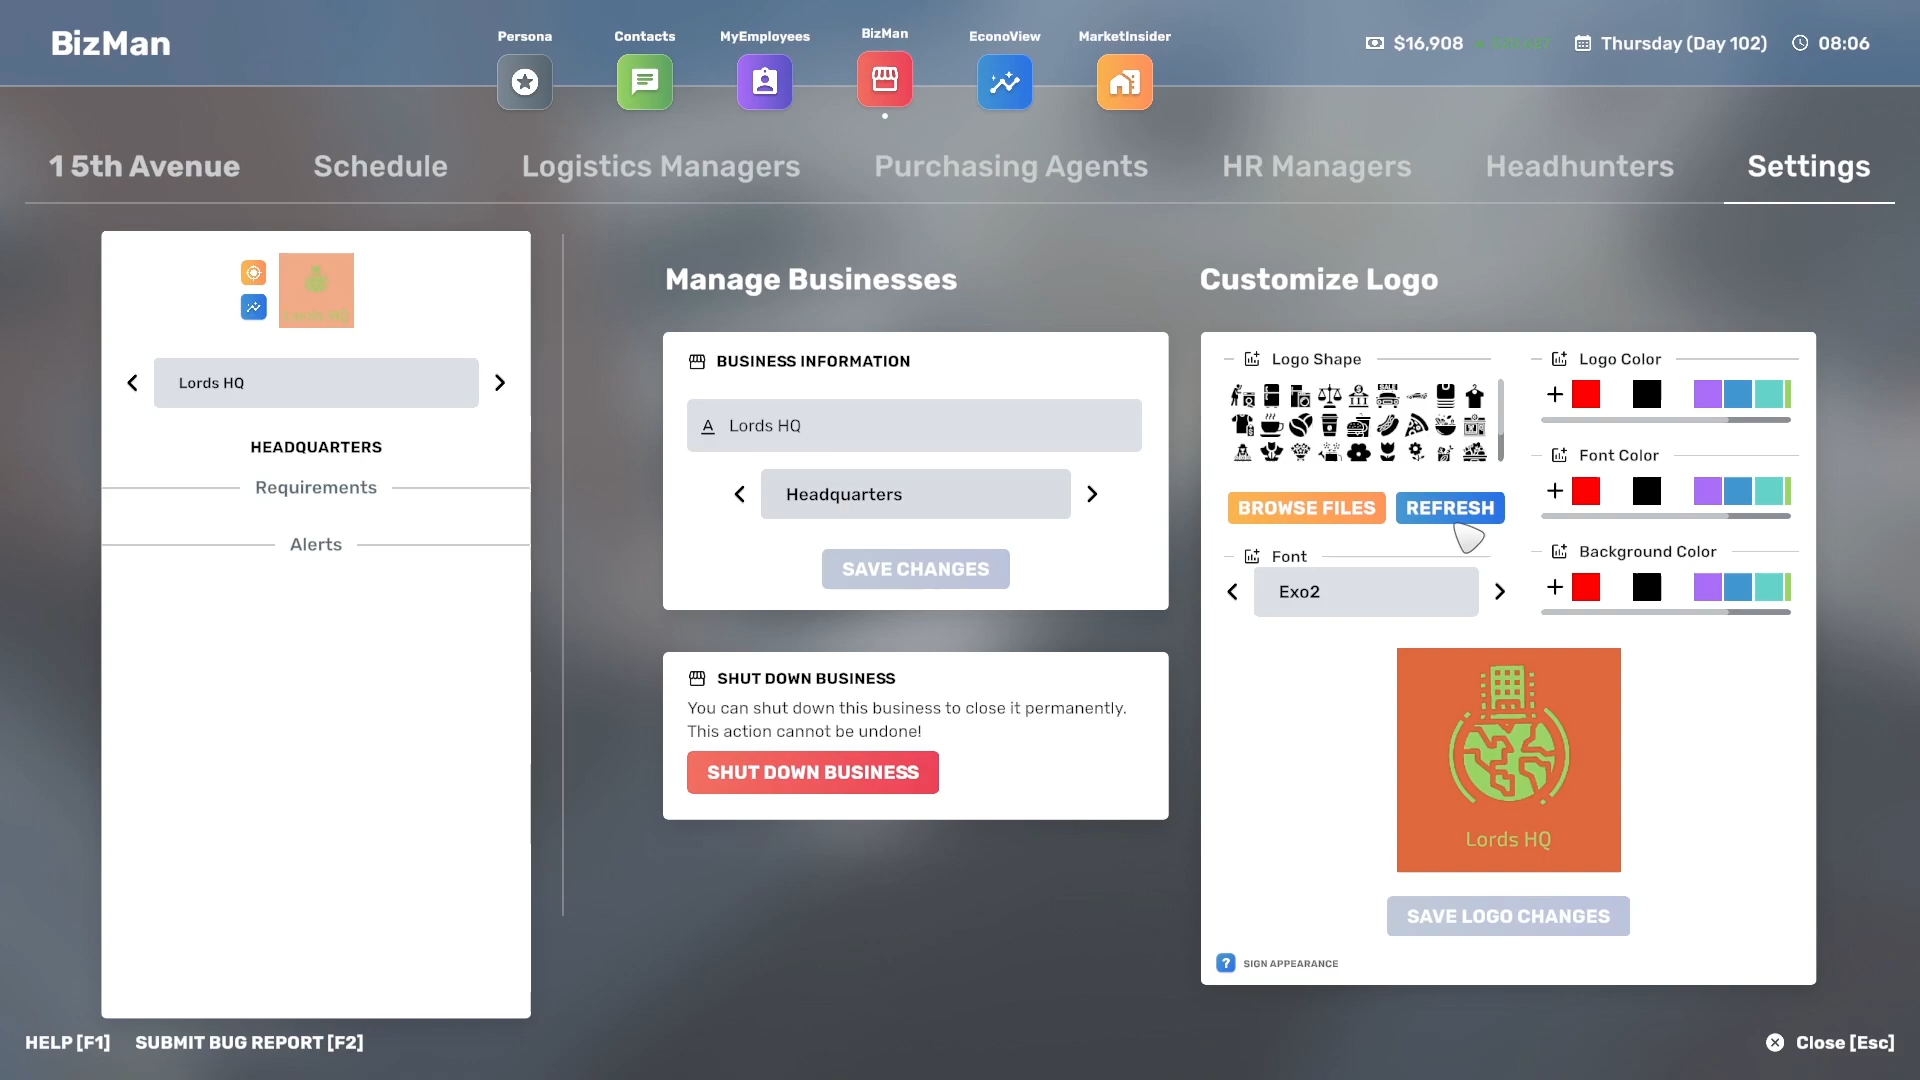 BizMan
Persona
Contacts
MyEmployees
BizMan
EconoView
MarketInsider
$16,908
Thursday (Day 102)
08:06
1 5th Avenue
Schedule
Logistics Managers
Purchasing Agents
HR Managers
Headhunters
Settings
Lords HQ
Lords HQ
HEADQUARTERS
Requirements
Alerts
Manage Businesses
BUSINESS INFORMATION
Lords HQ
Headquarters
SAVE CHANGES
SHUT DOWN BUSINESS
You can shut down this business to close it permanently.
This action cannot be undone!
SHUT DOWN BUSINESS
Customize Logo
Logo Shape
SALE
BROWSE FILES
REFRESH
Font
Exo2
Logo Color
Font Color
Background Color
Lords HQ
SAVE LOGO CHANGES
? SIGN APPEARANCE
HELP [F1]
SUBMIT BUG REPORT [F2]
Close [Esc]